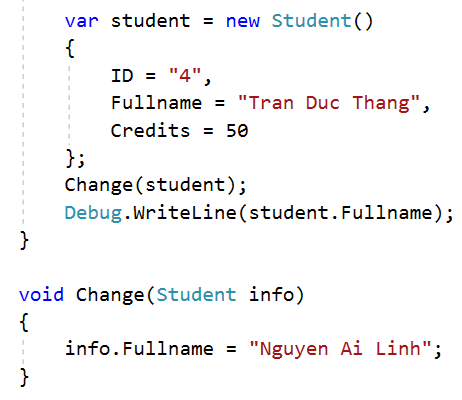 var student = new Student()
{
ID = "4",
Fullname = "Tran Duc Thang",
Credits = 50
};
Change(student);
Debug.WriteLine(student.Fullname);
}
void Change(Student info)
{
info.Fullname = "Nguyen Ai Linh";
}